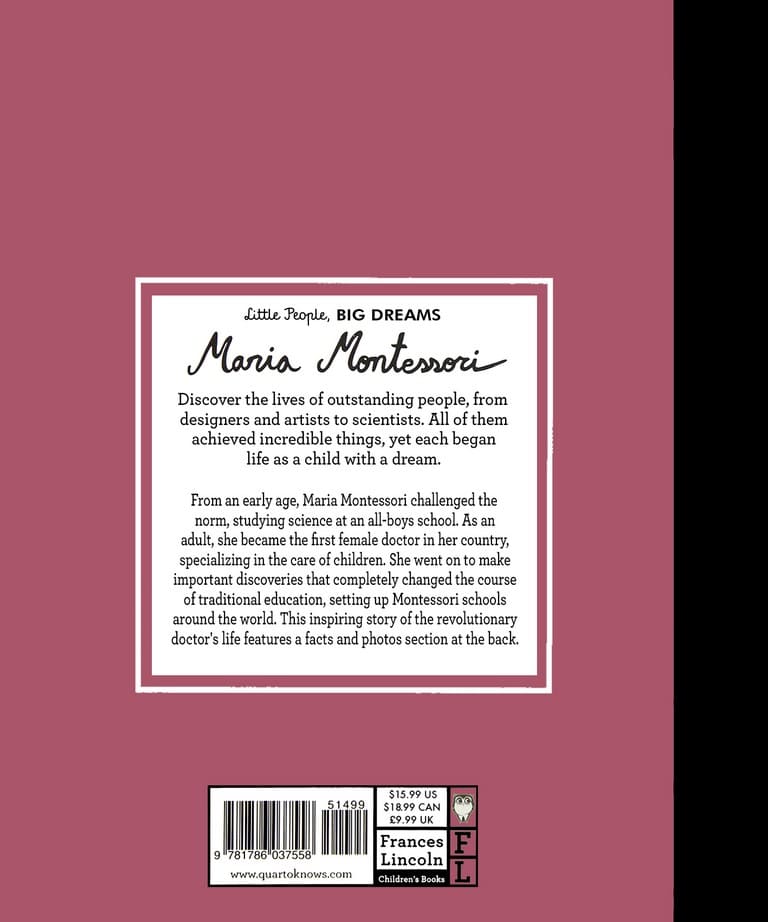 Little People, BIG DREAMS
Maria Montessori
Discover the lives of outstanding people, from
designers and artists to scientists. All of them
achieved incredible things, yet each began
life as a child with a dream.
From an early age, Maria Montessori challenged the
norm, studying science at an all-boys school. As an
adult, she became the first female doctor in her country,
specializing in the care of children. She went on to make
important discoveries that completely changed the course
of traditional education, setting up Montessori schools
around the world. This inspiring story of the revolutionary
doctor's life features a facts and photos section at the back.
51499
9 781786 037558
www.quartoknows.com
$15.99 US
$18.99 CAN
£9.99 UK
Frances
Lincoln
Children's Books
F
L